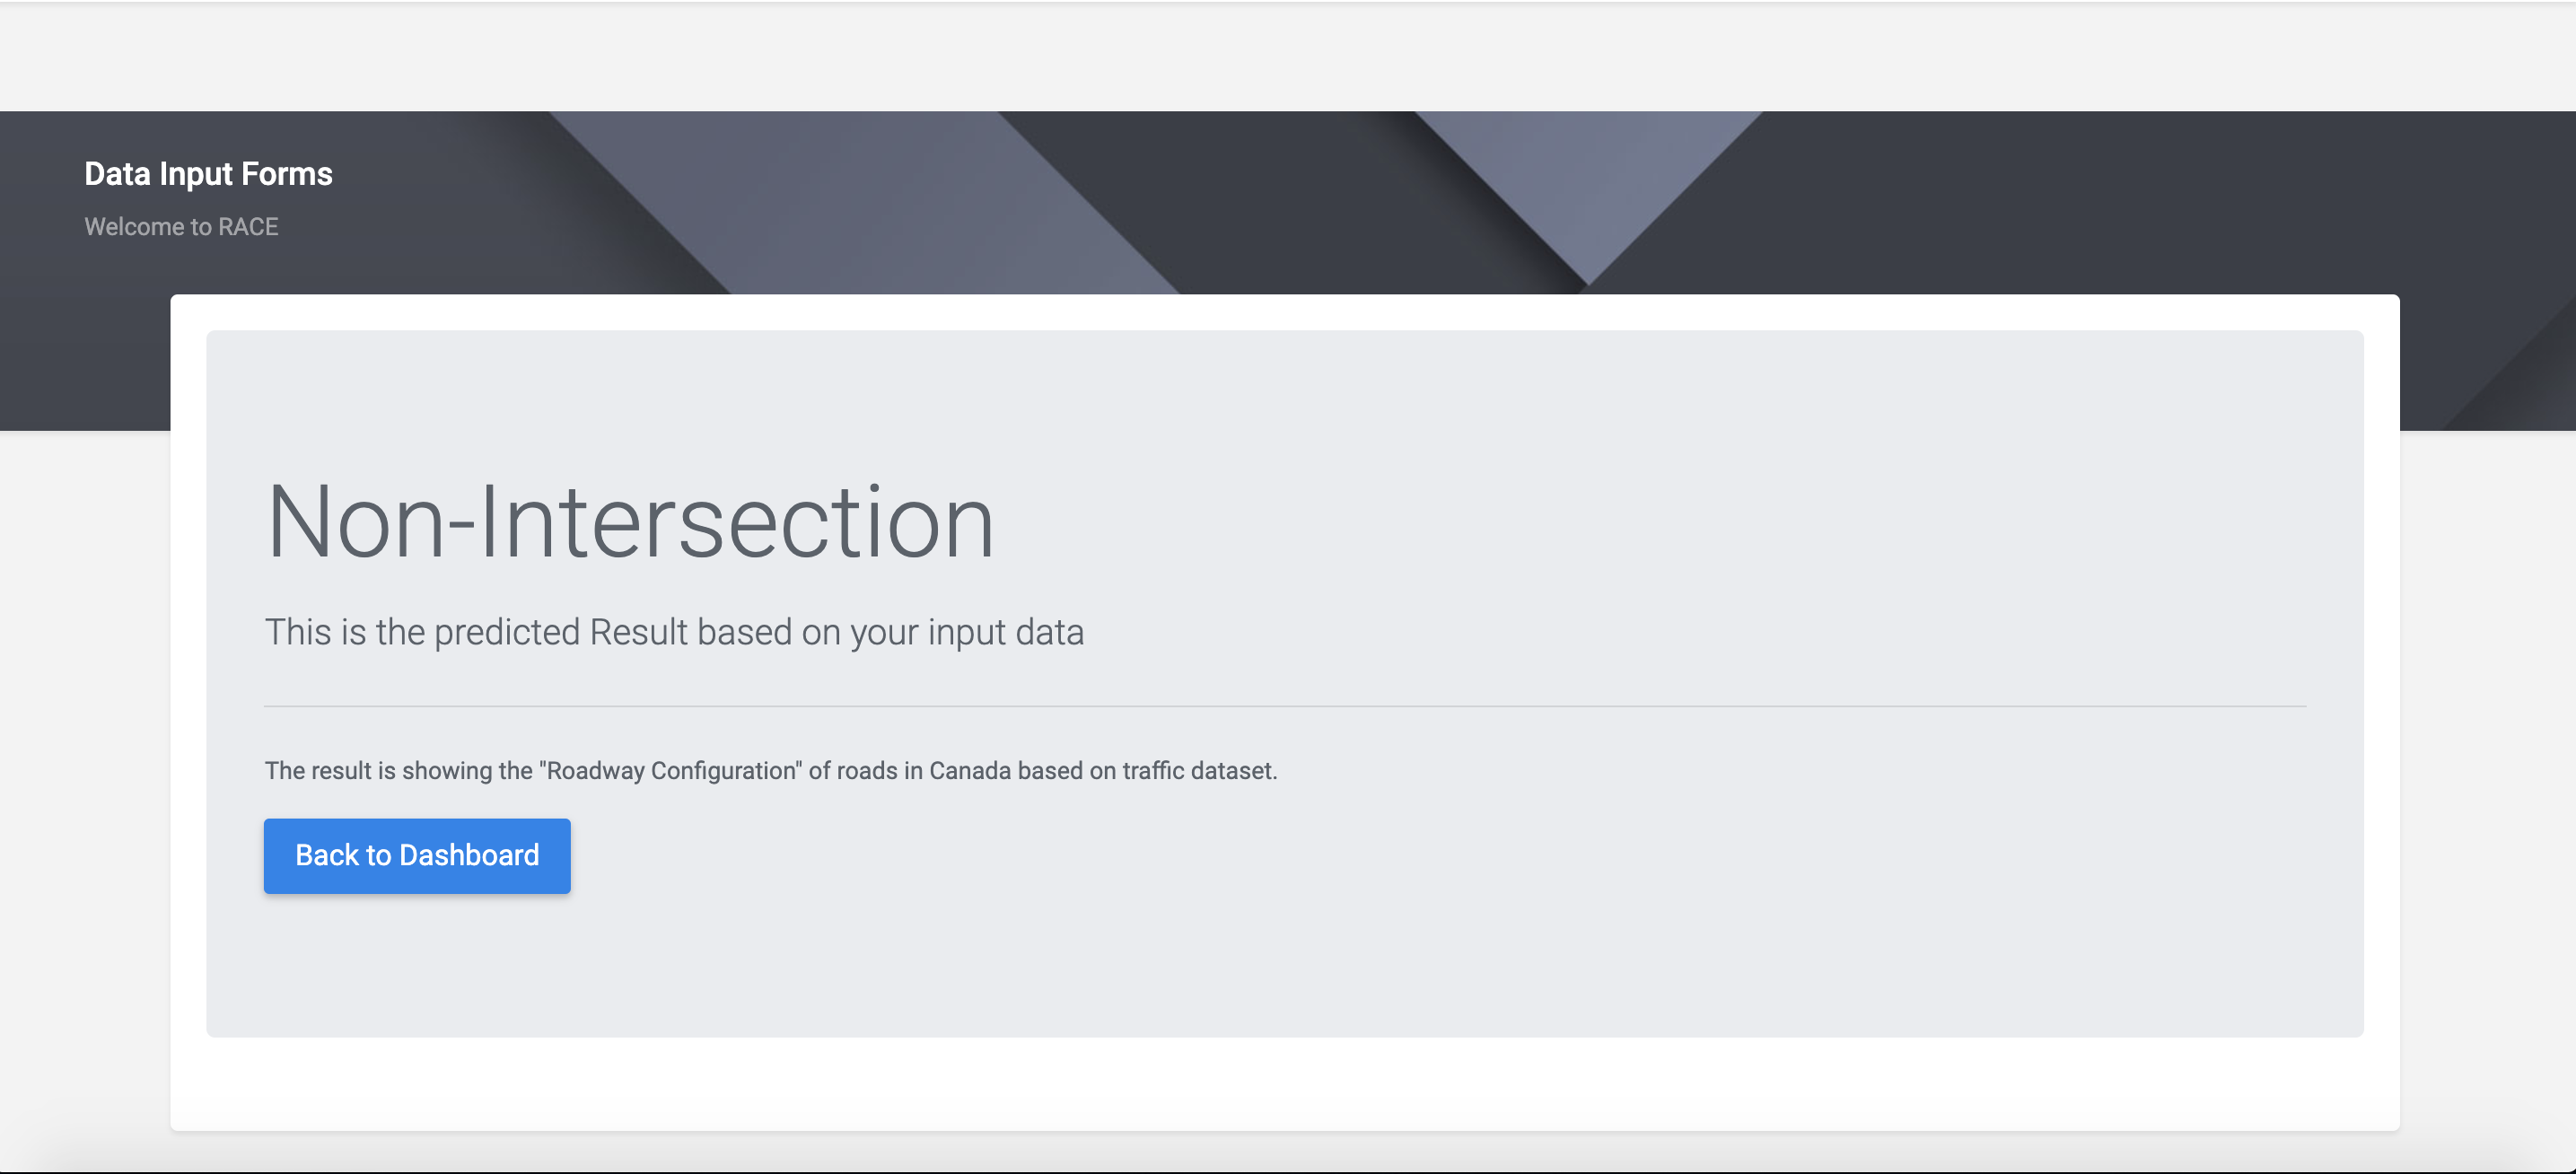 Data Input Forms
Welcome to RACE
Non-Intersection
This is the predicted Result based on your input data
The result is showing the "Roadway Configuration" of roads in Canada based on traffic dataset.
Back to Dashboard